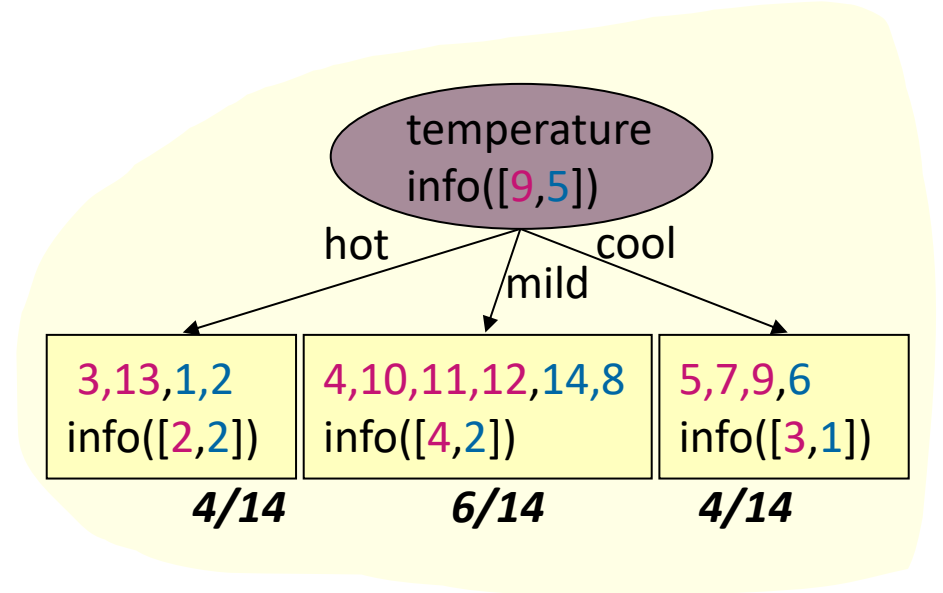 temperature
info([9,5])
hot
cool
mild
3,13,1,2
info([2,2])
4,10,11,12,14,8
info([4,2])
5,7,9,6
info([3,1])
4/14
6/14
4/14